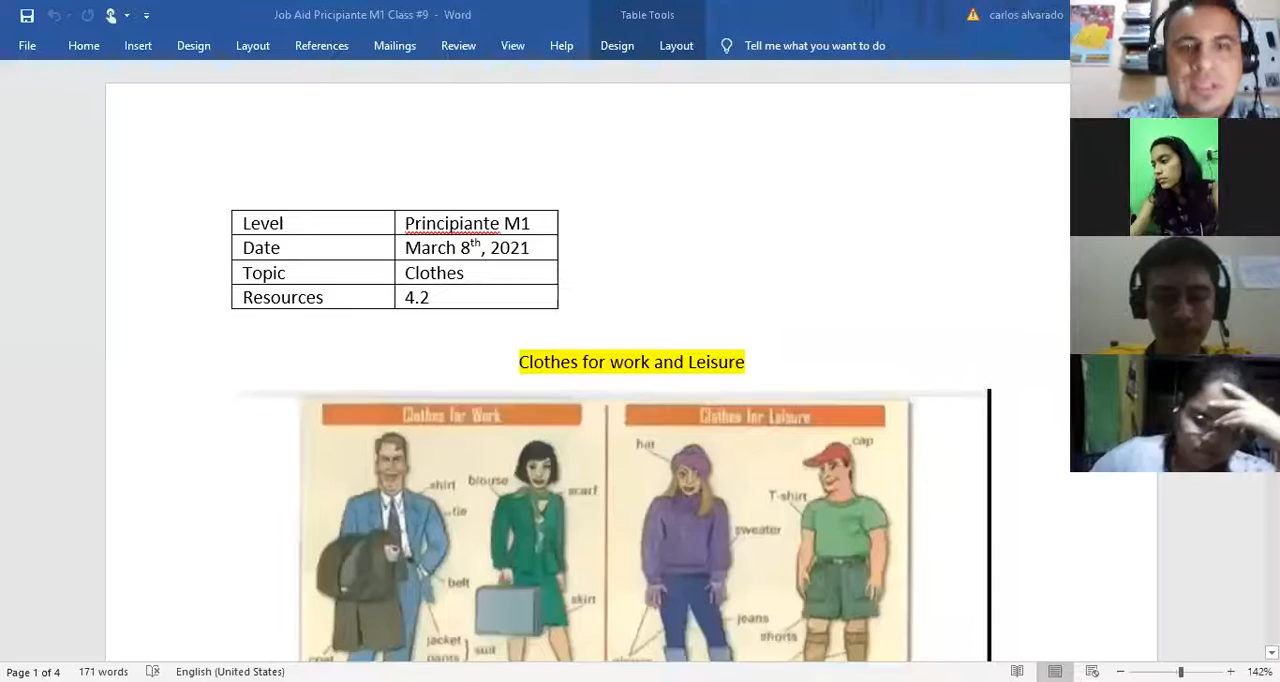 Job Aid Pricipiante M1 Class #9 - Word
Table Tools
carlos alvarado
File Home Insert Design Layout References Mailings Review View Help Design Layout Tell me what you want to do
Level Principiante M1
Date March 8th, 2021
Topic Clothes
Resources 4.2
Clothes for work and Leisure
Clothes for Work
Clothes for Leisure
hat
cap
shirt
blouse
scarf
T-shirt
tie
sweater
belt
skirt
jacket
pants
suit
jeans
shorts
coat
Page 1 of 4 171 words English (United States) 142%